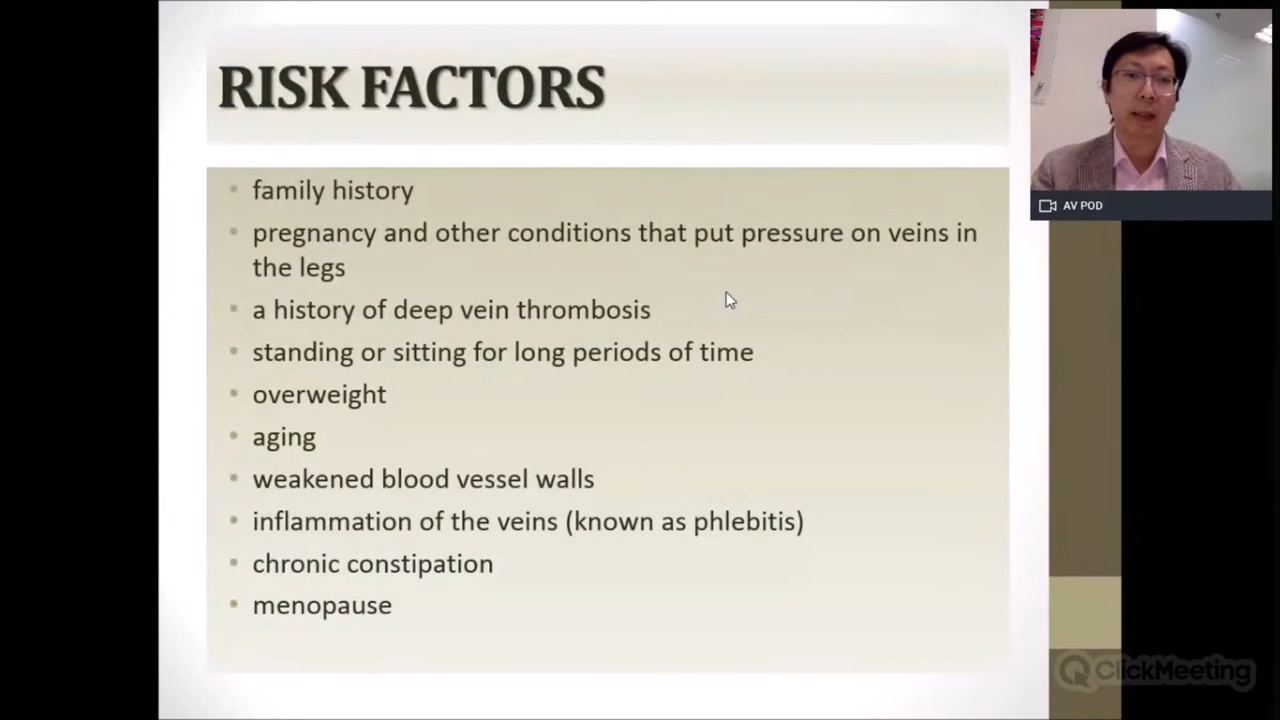 RISK FACTORS
family history
pregnancy and other conditions that put pressure on veins in
the legs
a history of deep vein thrombosis
standing or sitting for long periods of time
overweight
aging
weakened blood vessel walls
inflammation of the veins (known as phlebitis)
chronic constipation
menopause
AV POD
ClickMeeting